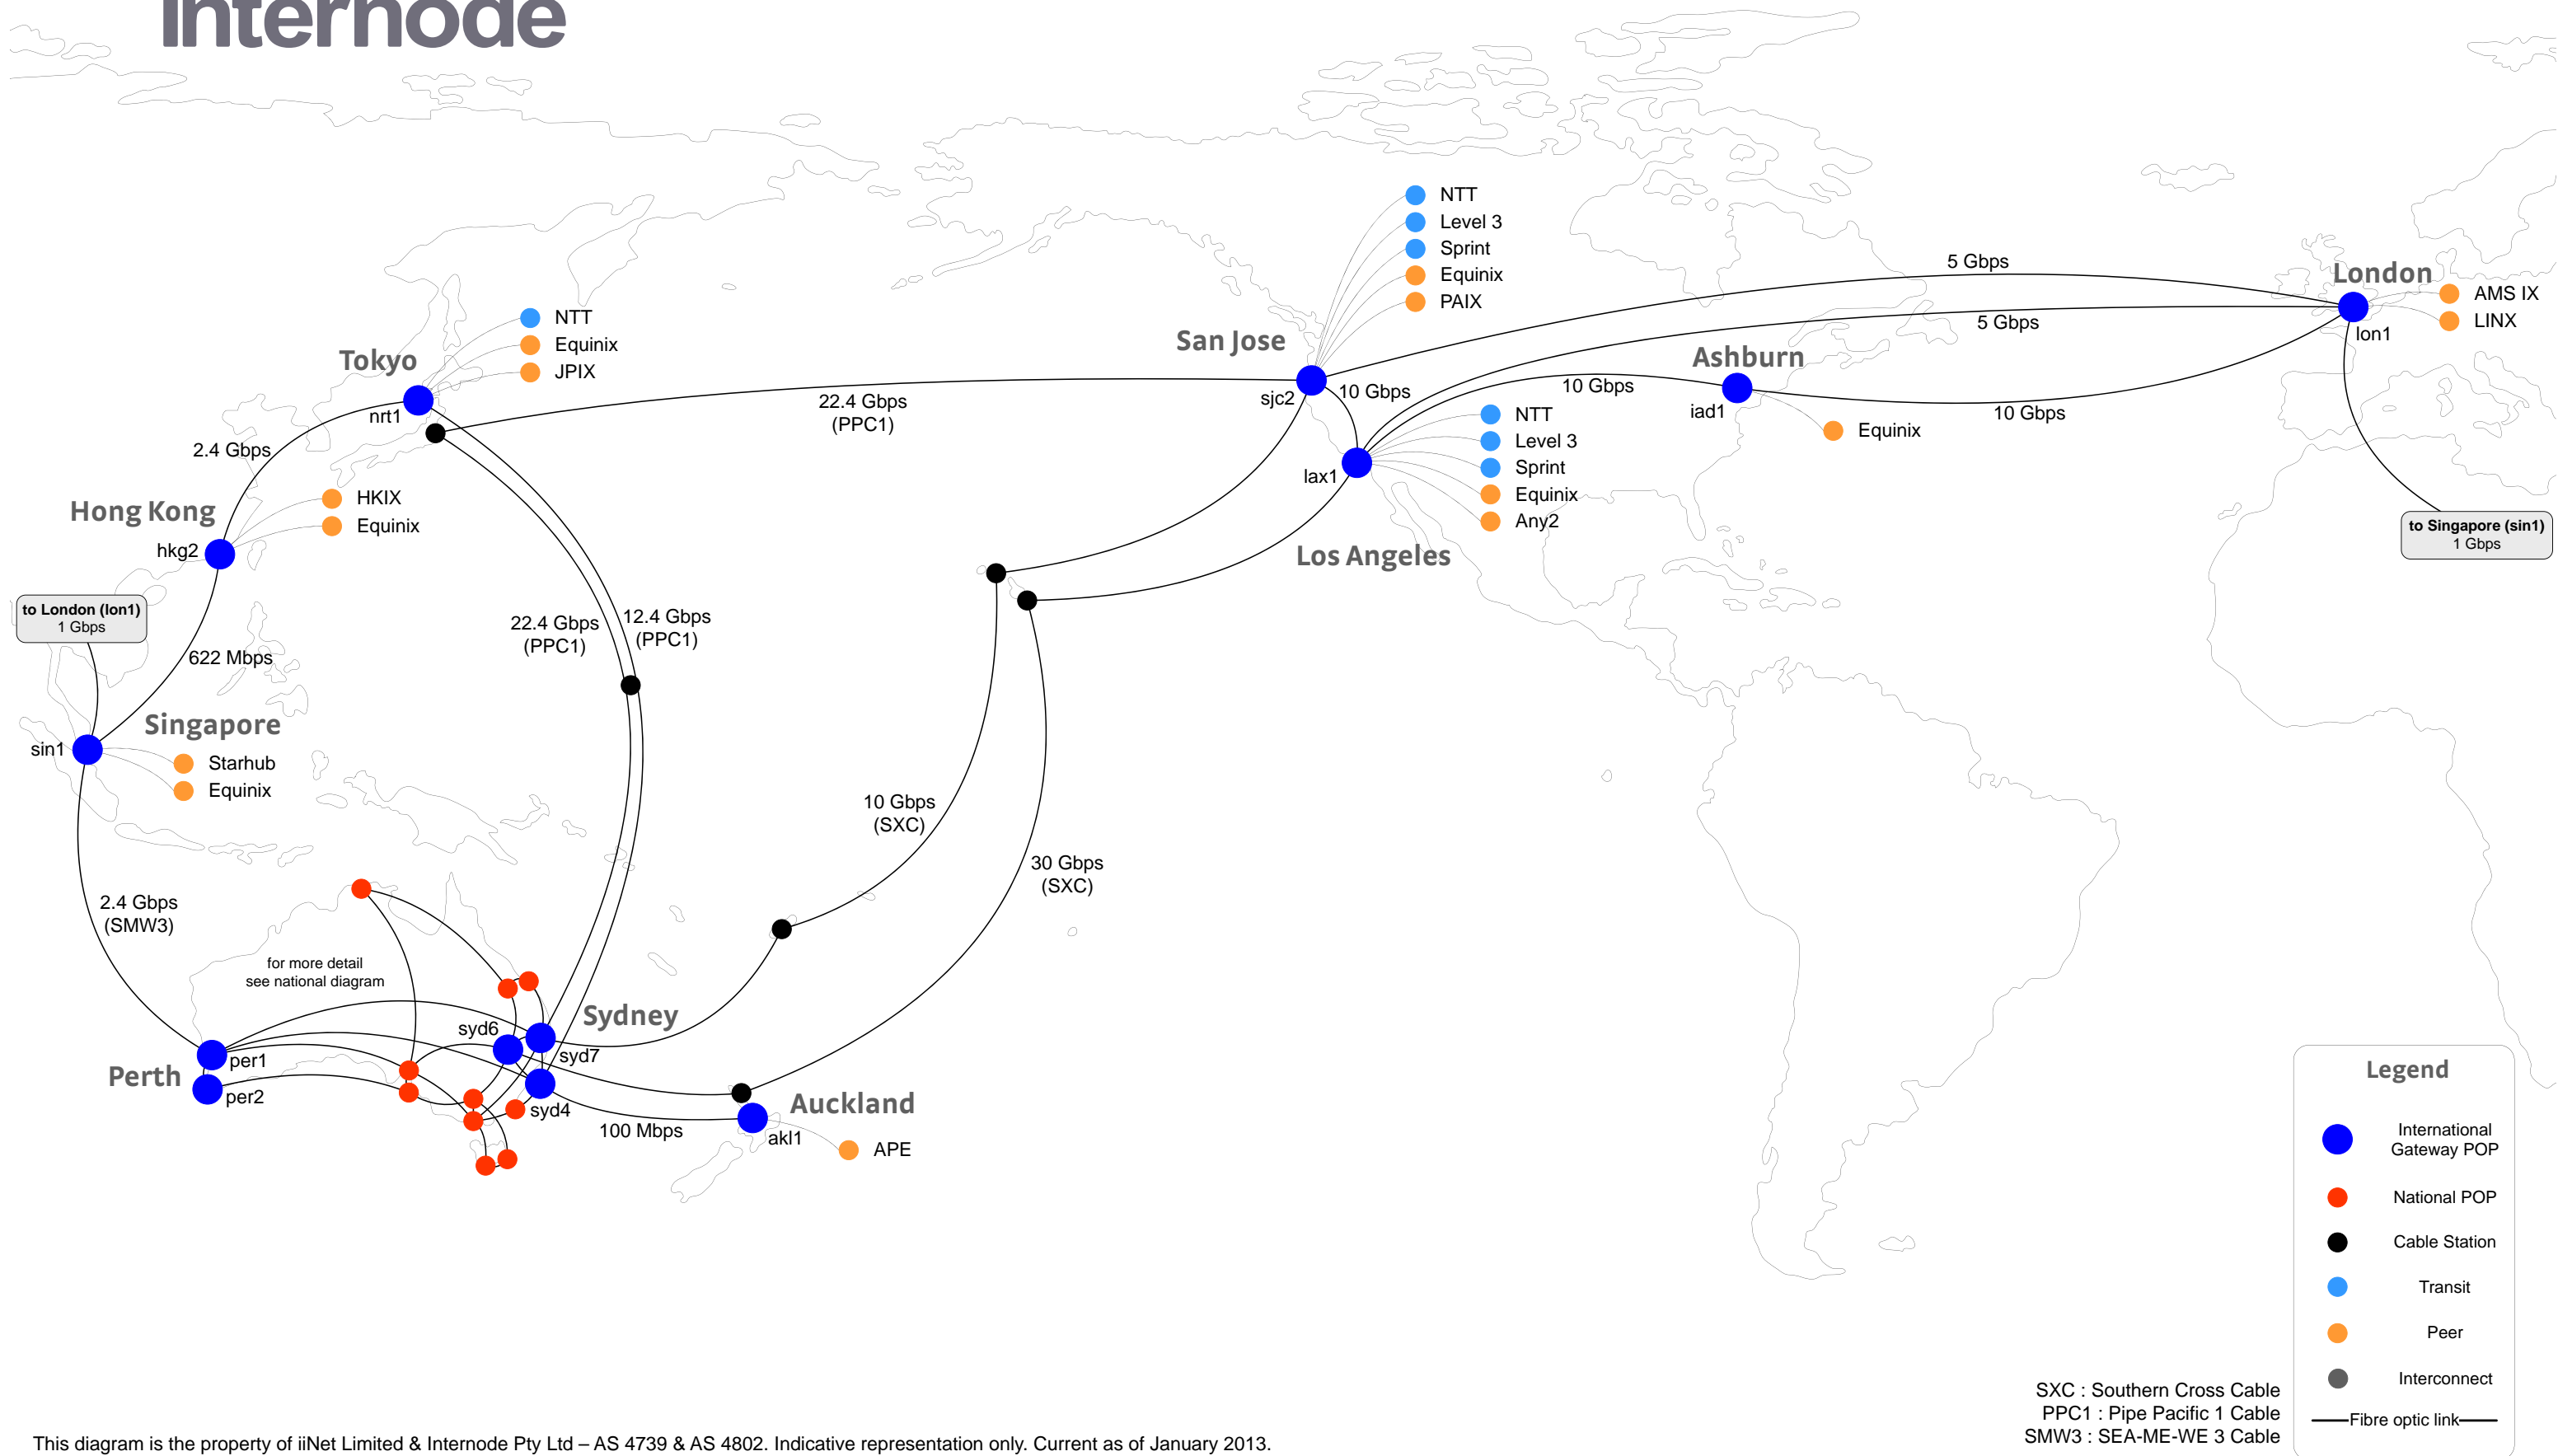 Internode
NTT
Level 3
Sprint
Equinix
PAIX
San Jose
sjc2
5 Gbps
London
AMS IX
LINX
lon1
5 Gbps
NTT
Equinix
JPIX
Tokyo
nrt1
22.4 Gbps
(PPC1)
10 Gbps
10 Gbps
Ashburn
iad1
Equinix
10 Gbps
NTT
Level 3
Sprint
Equinix
Any2
lax1
Los Angeles
2.4 Gbps
Hong Kong
hkg2
HKIX
Equinix
to Singapore (sin1)
1 Gbps
to London (lon1)
1 Gbps
622 Mbps
22.4 Gbps
(PPC1)
12.4 Gbps
(PPC1)
Singapore
sin1
Starhub
Equinix
10 Gbps
(SXC)
30 Gbps
(SXC)
2.4 Gbps
(SMW3)
for more detail
see national diagram
Sydney
syd6
syd7
syd4
Perth
per1
per2
100 Mbps
Auckland
akl1
APE
Legend
International
Gateway POP
National POP
Cable Station
Transit
Peer
Interconnect
Fibre optic link
SXC : Southern Cross Cable
PPC1 : Pipe Pacific 1 Cable
SMW3 : SEA-ME-WE 3 Cable
This diagram is the property of iiNet Limited & Internode Pty Ltd – AS 4739 & AS 4802. Indicative representation only. Current as of January 2013.